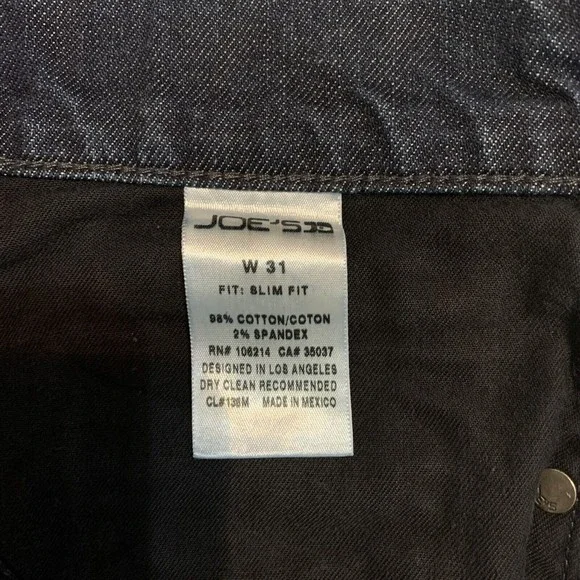 JOE'S
W 31
FIT: SLIM FIT
98% COTTON/COTON
2% SPANDEX
RN# 106214 CA# 35037
DESIGNED IN LOS ANGELES
DRY CLEAN RECOMMENDED
CL#136M MADE IN MEXICO